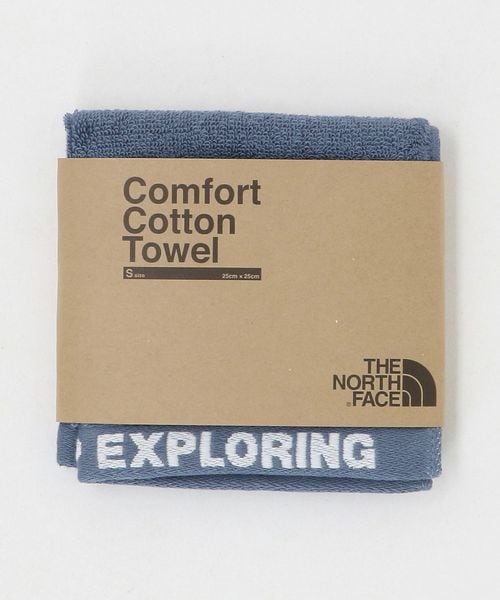 Comfort
Cotton
Towel
S size 25cm × 25cm
THE
NORTH
FACE
EXPLORING